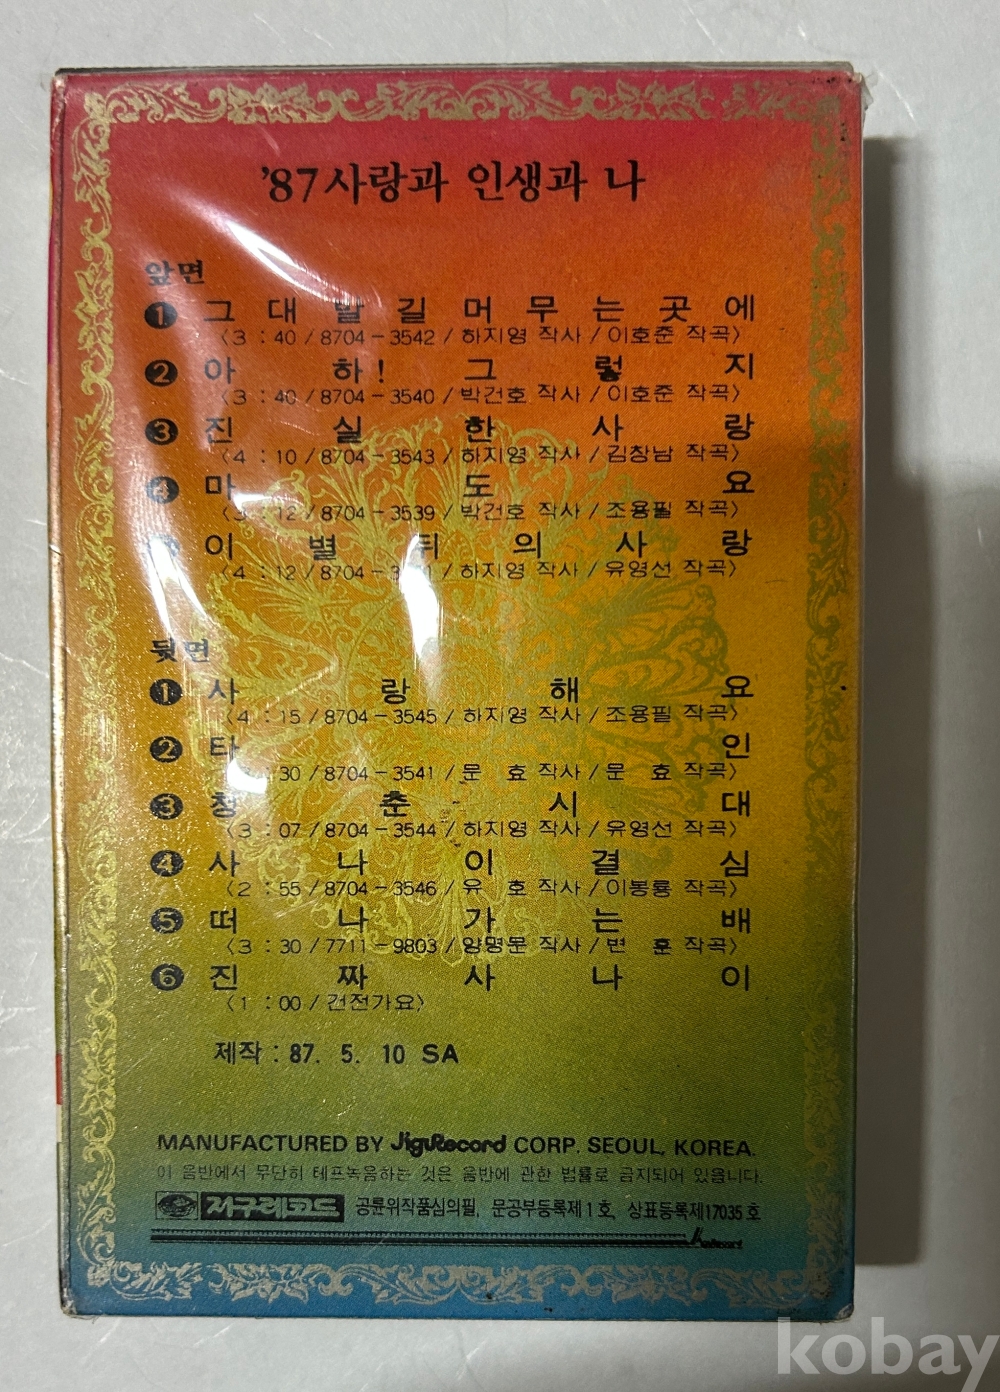 '87 사랑과 인생과 나
앞면
❶ 그대 발길 머무는 곳에
〈3 : 40 / 8704-3542 / 하지영 작사 / 이호준 작곡〉
❷ 아하! 그렇지
〈3 : 40 / 8704-3540 / 박건호 작사 / 이호준 작곡〉
❸ 진실한 사랑
〈4 : 10 / 8704-3543 / 하지영 작사 / 김창남 작곡〉
❹ 마도요
〈3 : 12 / 8704-3539 / 박건호 작사 / 조용필 작곡〉
이별 뒤의 사랑
〈4 : 12 / 8704 / 하지영 작사 / 유영선 작곡〉
뒷면
❶ 사랑해요
〈4 : 15 / 8704-3545 / 하지영 작사 / 조용필 작곡〉
❷ 타인
30 / 8704-3541 / 문 효 작사 / 문 효 작곡〉
❸ 청춘시대
〈3 : 07 / 8704-3544 / 하지영 작사 / 유영선 작곡〉
❹ 사나이 결심
〈2 : 55 / 8704-3546 / 유 호 작사 / 이봉룡 작곡〉
❺ 떠나가는 배
〈3 : 30 / 7711-9803 / 양명문 작사 / 변 훈 작곡〉
❻ 진짜 사나이
〈1 : 00 / 건전가요〉
제작 : 87. 5. 10 SA
MANUFACTURED BY JiguRecord CORP. SEOUL, KOREA.
이 음반에서 무단히 테프녹음하는 것은 음반에 관한 법률로 금지되어 있읍니다.
지구레코드 공륜위작품심의필, 문공부등록제1호, 상표등록제17035호
kobay